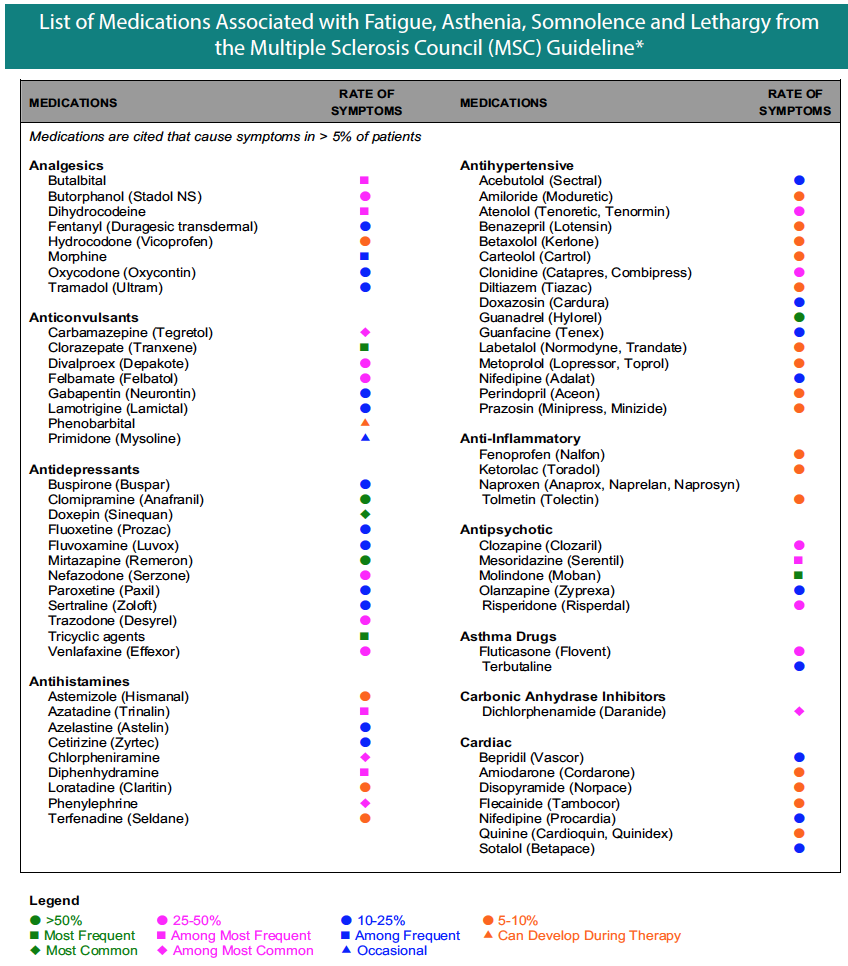 List of Medications Associated with Fatigue, Asthenia, Somnolence and Lethargy from
the Multiple Sclerosis Council (MSC) Guideline*
MEDICATIONS
RATE OF
SYMPTOMS
MEDICATIONS
RATE OF
SYMPTOMS
Medications are cited that cause symptoms in > 5% of patients
Analgesics
Butalbital
Butorphanol (Stadol NS)
Dihydrocodeine
Fentanyl (Duragesic transdermal)
Hydrocodone (Vicoprofen)
Morphine
Oxycodone (Oxycontin)
Tramadol (Ultram)
Anticonvulsants
Carbamazepine (Tegretol)
Clorazepate (Tranxene)
Divalproex (Depakote)
Felbamate (Felbatol)
Gabapentin (Neurontin)
Lamotrigine (Lamictal)
Phenobarbital
Primidone (Mysoline)
Antidepressants
Buspirone (Buspar)
Clomipramine (Anafranil)
Doxepin (Sinequan)
Fluoxetine (Prozac)
Fluvoxamine (Luvox)
Mirtazapine (Remeron)
Nefazodone (Serzone)
Paroxetine (Paxil)
Sertraline (Zoloft)
Trazodone (Desyrel)
Tricyclic agents
Venlafaxine (Effexor)
Antihistamines
Astemizole (Hismanal)
Azatadine (Trinalin)
Azelastine (Astelin)
Cetirizine (Zyrtec)
Chlorpheniramine
Diphenhydramine
Loratadine (Claritin)
Phenylephrine
Terfenadine (Seldane)
Antihypertensive
Acebutolol (Sectral)
Amiloride (Moduretic)
Atenolol (Tenoretic, Tenormin)
Benazepril (Lotensin)
Betaxolol (Kerlone)
Carteolol (Cartrol)
Clonidine (Catapres, Combipress)
Diltiazem (Tiazac)
Doxazosin (Cardura)
Guanadrel (Hylorel)
Guanfacine (Tenex)
Labetalol (Normodyne, Trandate)
Metoprolol (Lopressor, Toprol)
Nifedipine (Adalat)
Perindopril (Aceon)
Prazosin (Minipress, Minizide)
Anti-Inflammatory
Fenoprofen (Nalfon)
Ketorolac (Toradol)
Naproxen (Anaprox, Naprelan, Naprosyn)
Tolmetin (Tolectin)
Antipsychotic
Clozapine (Clozaril)
Mesoridazine (Serentil)
Molindone (Moban)
Olanzapine (Zyprexa)
Risperidone (Risperdal)
Asthma Drugs
Fluticasone (Flovent)
Terbutaline
Carbonic Anhydrase Inhibitors
Dichlorphenamide (Daranide)
Cardiac
Bepridil (Vascor)
Amiodarone (Cordarone)
Disopyramide (Norpace)
Flecainide (Tambocor)
Nifedipine (Procardia)
Quinine (Cardioquin, Quinidex)
Sotalol (Betapace)
Legend
>50% 25-50% 10-25% 5-10%
Most Frequent Among Most Frequent Among Frequent Can Develop During Therapy
Most Common Among Most Common Occasional